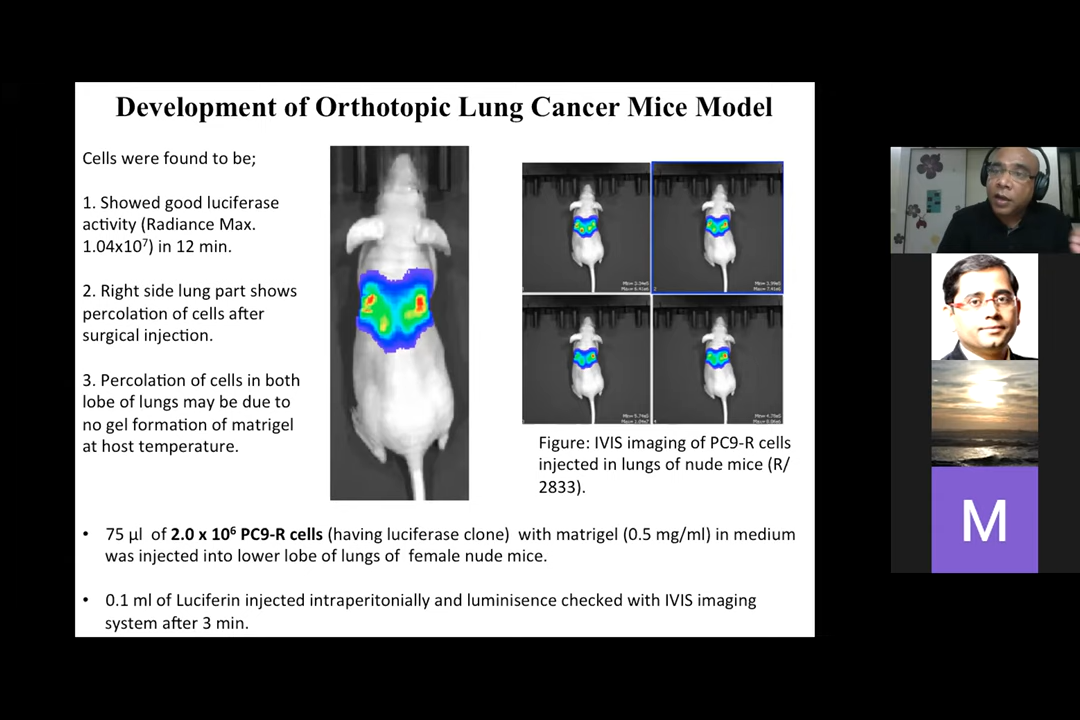 Development of Orthotopic Lung Cancer Mice Model
Cells were found to be;
1. Showed good luciferase
activity (Radiance Max.
1.04x10⁷) in 12 min.
2. Right side lung part shows
percolation of cells after
surgical injection.
3. Percolation of cells in both
lobe of lungs may be due to
no gel formation of matrigel
at host temperature.
Figure: IVIS imaging of PC9-R cells
injected in lungs of nude mice (R/
2833).
• 75 µl of 2.0 x 10⁶ PC9-R cells (having luciferase clone) with matrigel (0.5 mg/ml) in medium
was injected into lower lobe of lungs of female nude mice.
• 0.1 ml of Luciferin injected intraperitonially and luminisence checked with IVIS imaging
system after 3 min.
M